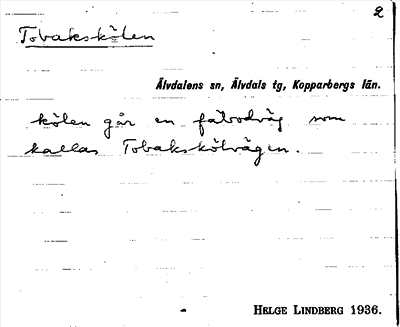 2
Tobakskölen
Älvdalens sn, Älvdals tg, Kopparbergs län.
kölen går en fäbodväg som
kallas Tobakskölvägen.
HELGE LINDBERG 1936.